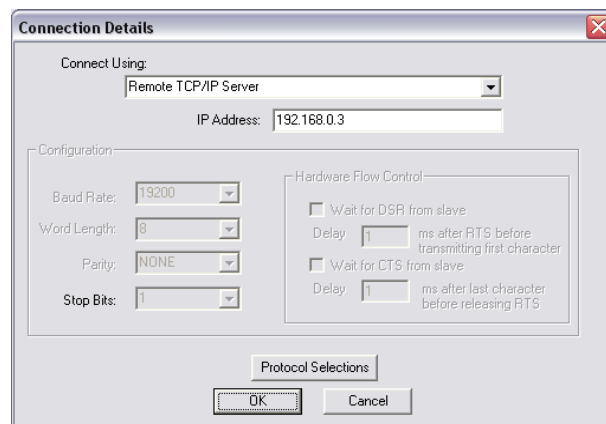 Connection Details
Connect Using:
Remote TCP/IP Server
IP Address: 192.168.0.3
Configuration
Baud Rate: 19200
Word Length: 8
Parity: NONE
Stop Bits: 1
Hardware Flow Control
Wait for DSR from slave
Delay 1 ms after RTS before
transmitting first character
Wait for CTS from slave
Delay 1 ms after last character
before releasing RTS
Protocol Selections
OK Cancel